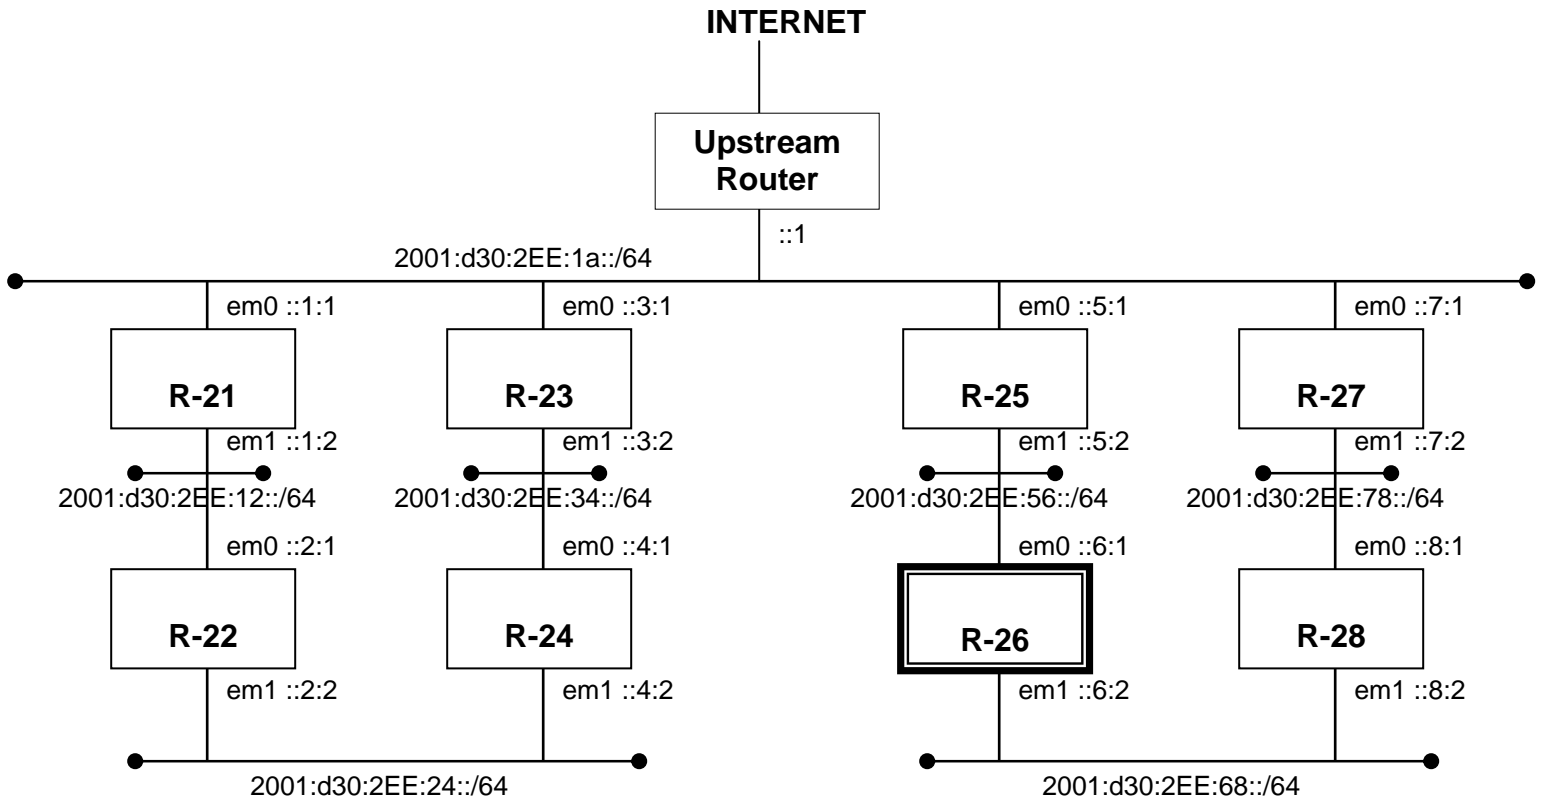 INTERNET
Upstream
Router
::1
2001:d30:2EE:1a::/64
em0 ::1:1
em0 ::3:1
em0 ::5:1
em0 ::7:1
R-21
R-23
R-25
R-27
em1 ::1:2
em1 ::3:2
em1 ::5:2
em1 ::7:2
2001:d30:2EE:12::/64
2001:d30:2EE:34::/64
2001:d30:2EE:56::/64
2001:d30:2EE:78::/64
em0 ::2:1
em0 ::4:1
em0 ::6:1
em0 ::8:1
R-22
R-24
R-26
R-28
em1 ::2:2
em1 ::4:2
em1 ::6:2
em1 ::8:2
2001:d30:2EE:24::/64
2001:d30:2EE:68::/64